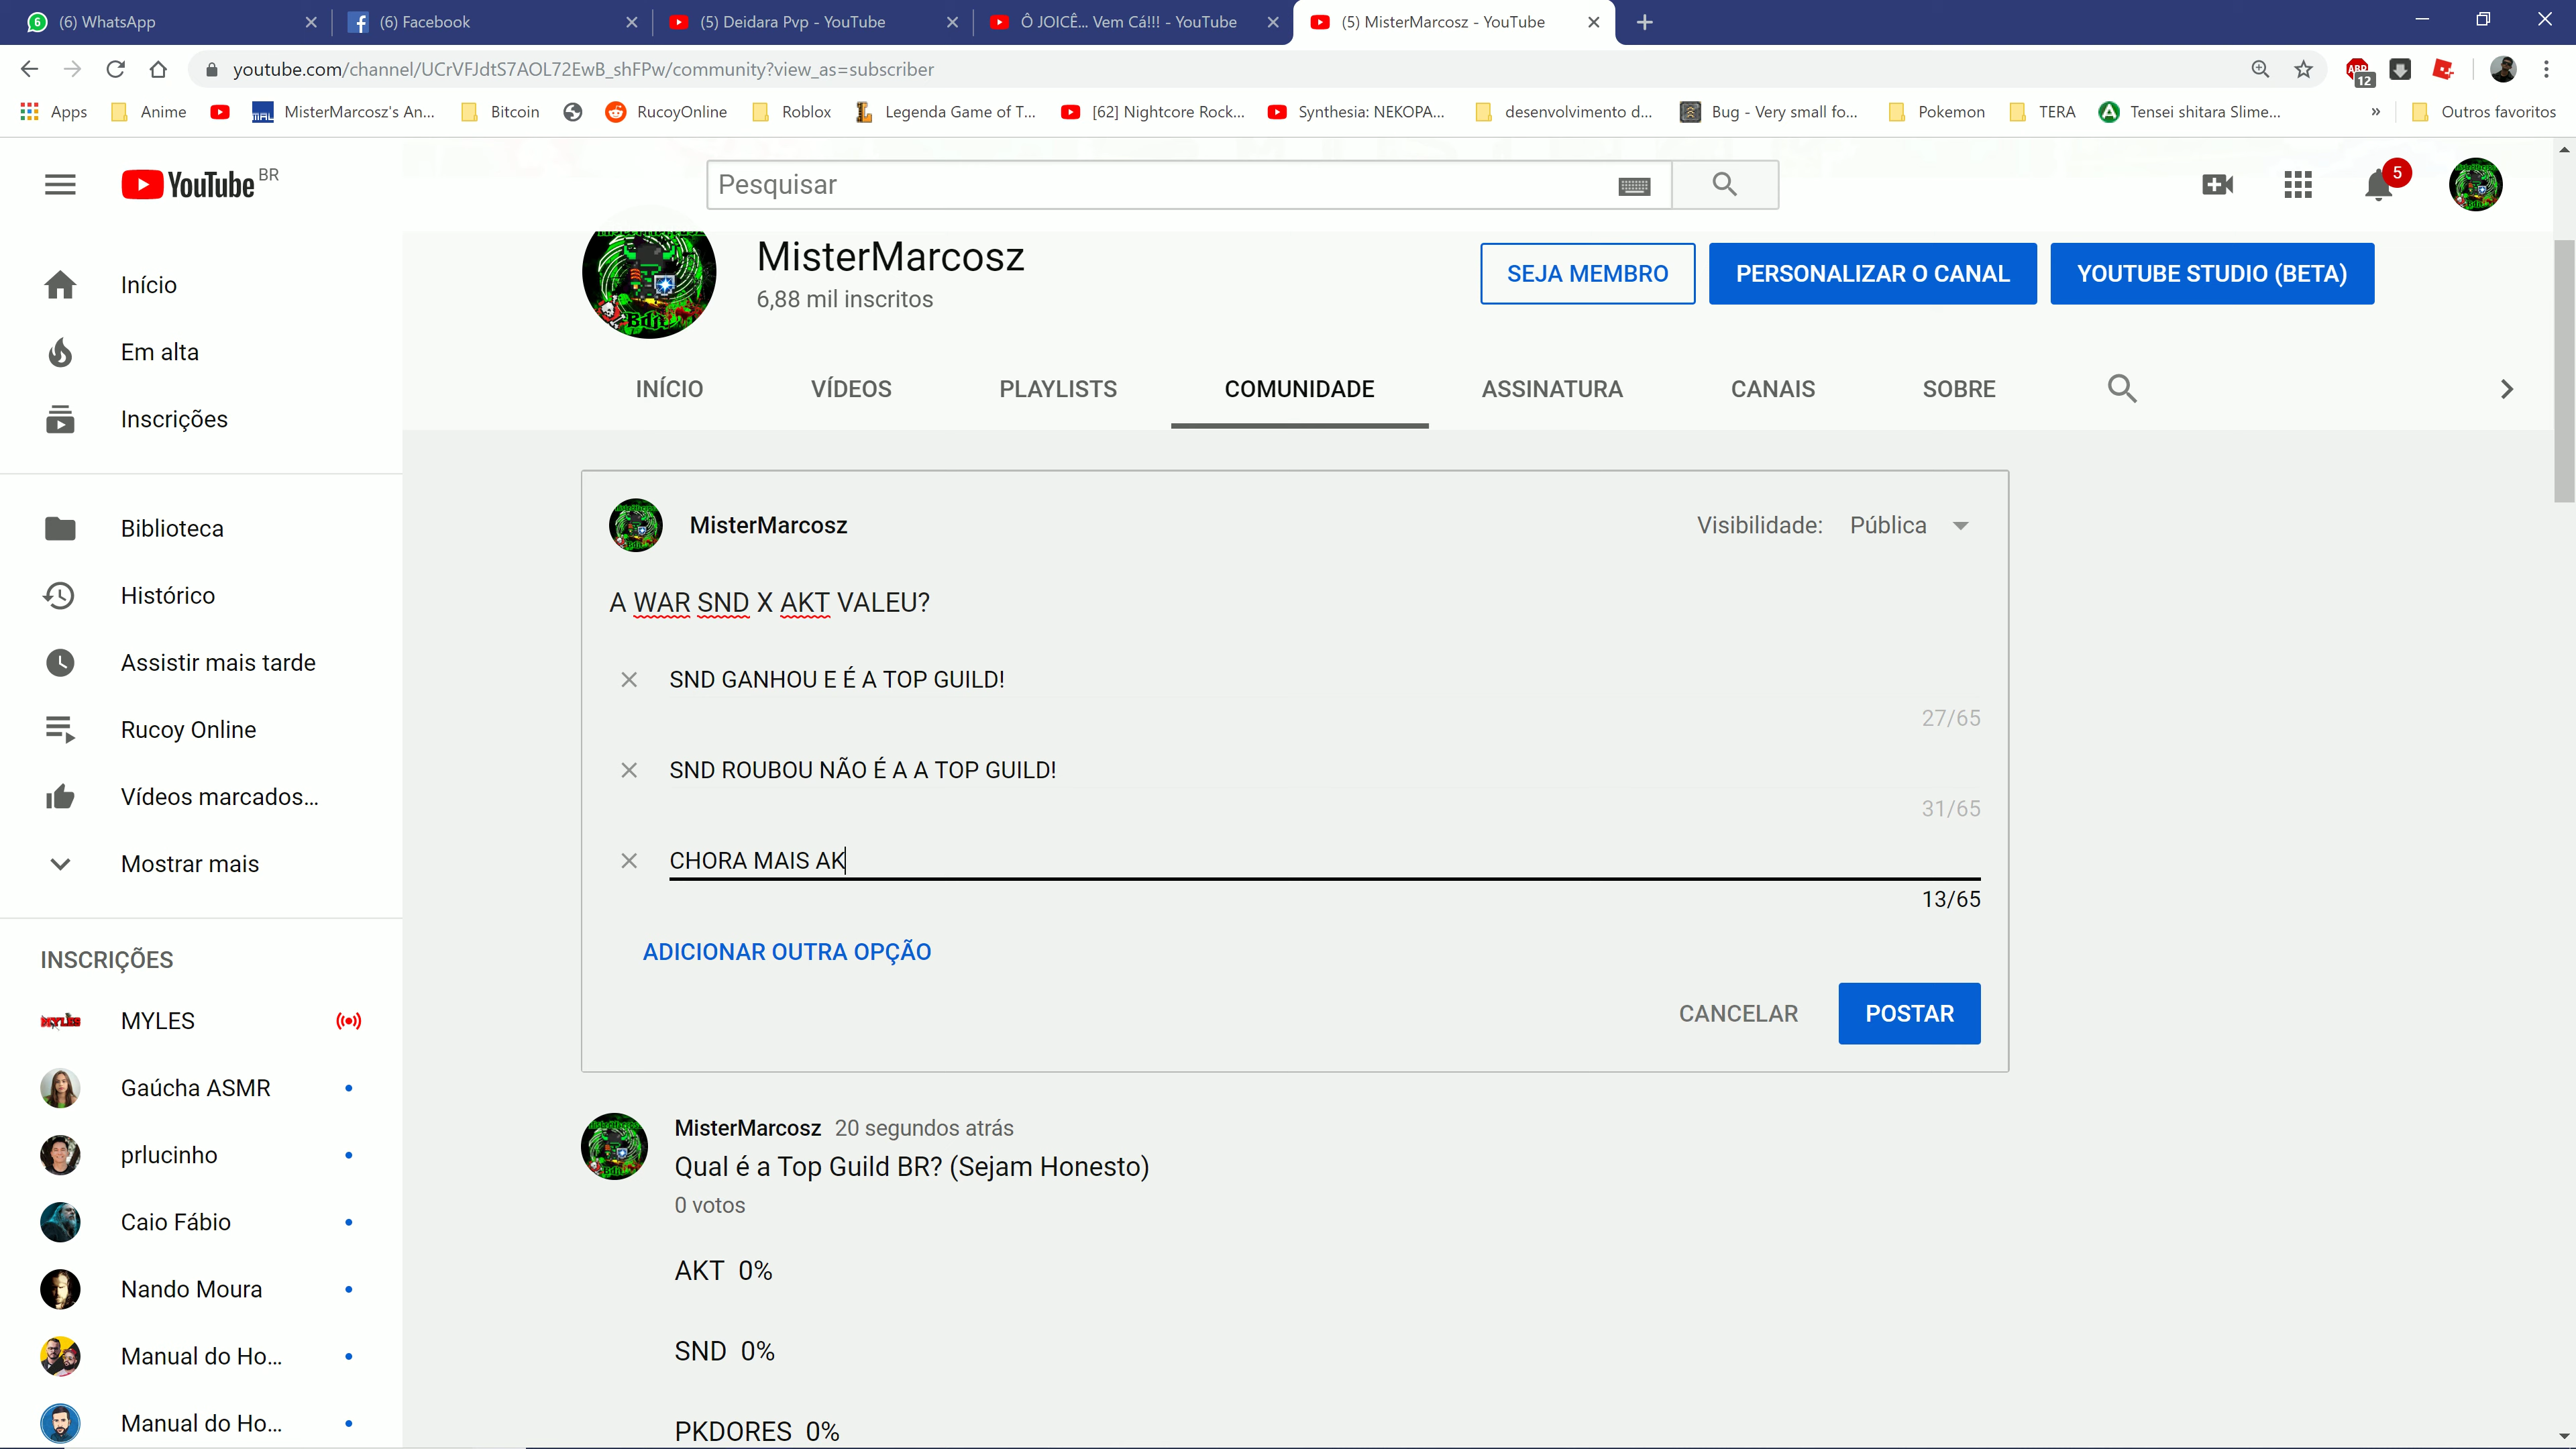 (6) WhatsApp
(6) Facebook
(5) Deidara Pvp - YouTube
Ô JOICÊ... Vem Cá!!! - YouTube
(5) MisterMarcosz - YouTube
youtube.com/channel/UCrVFJdtS7AOL72EwB_shFPw/community?view_as=subscriber
ABP
12
Apps
Anime
MAL
MisterMarcosz's An...
Bitcoin
RucoyOnline
Roblox
Legenda Game of T...
[62] Nightcore Rock...
Synthesia: NEKOPA...
desenvolvimento d...
Bug - Very small fo...
Pokemon
TERA
Tensei shitara Slime...
»
Outros favoritos
YouTube BR
Pesquisar
5
Início
Em alta
Inscrições
Biblioteca
Histórico
Assistir mais tarde
Rucoy Online
Vídeos marcados...
Mostrar mais
INSCRIÇÕES
MYLES
Gaúcha ASMR
prlucinho
Caio Fábio
Nando Moura
Manual do Ho...
Manual do Ho...
MisterMarcosz
6,88 mil inscritos
SEJA MEMBRO
PERSONALIZAR O CANAL
YOUTUBE STUDIO (BETA)
INÍCIO
VÍDEOS
PLAYLISTS
COMUNIDADE
ASSINATURA
CANAIS
SOBRE
MisterMarcosz
Visibilidade: Pública
A WAR SND X AKT VALEU?
SND GANHOU E É A TOP GUILD!
27/65
SND ROUBOU NÃO É A A TOP GUILD!
31/65
CHORA MAIS AK
13/65
ADICIONAR OUTRA OPÇÃO
CANCELAR
POSTAR
MisterMarcosz 20 segundos atrás
Qual é a Top Guild BR? (Sejam Honesto)
0 votos
AKT 0%
SND 0%
PKDORES 0%